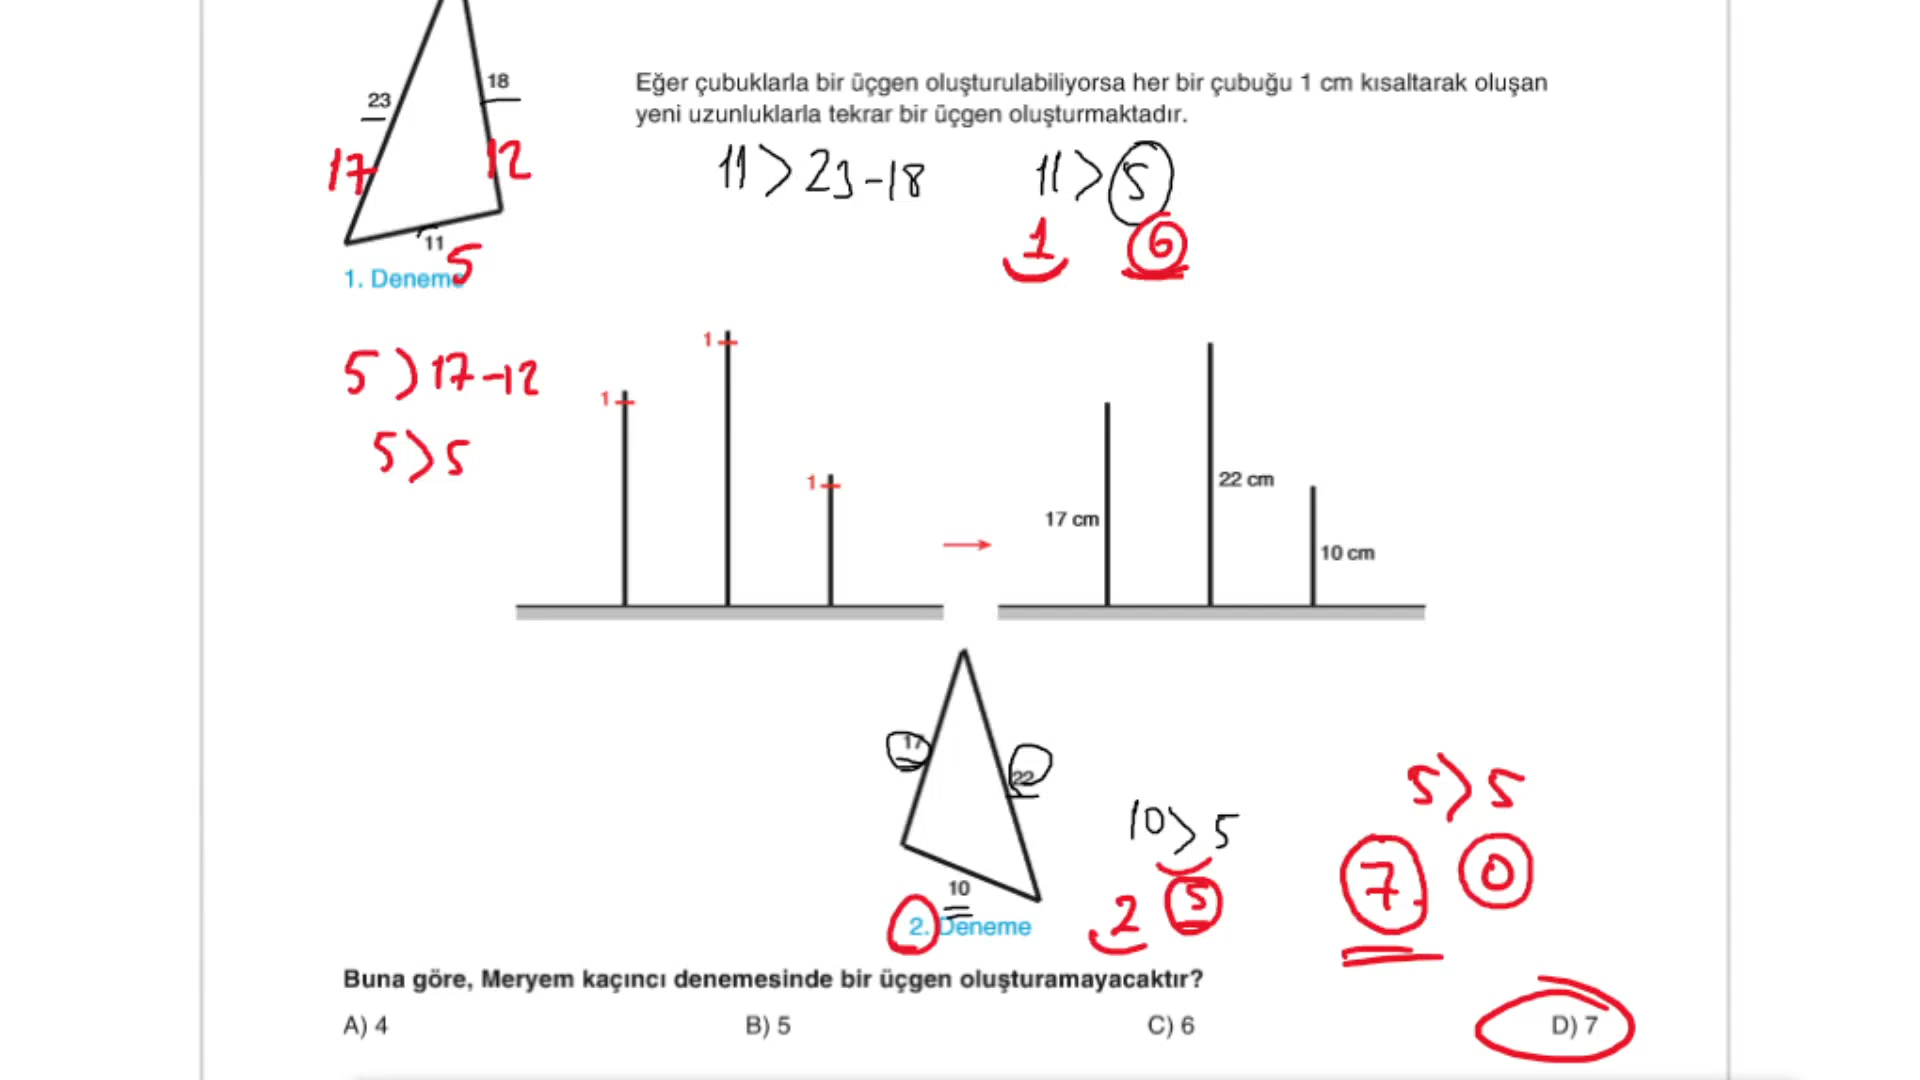 18
23
Eğer çubuklarla bir üçgen oluşturulabiliyorsa her bir çubuğu 1 cm kısaltarak oluşan
yeni uzunluklarla tekrar bir üçgen oluşturmaktadır.
17
12
11 > 23-18
11 > 5
11
5
1
6
1. Deneme
5 > 17-12
5 > 5
1
1
1
17 cm
22 cm
10 cm
17
22
10
10 > 5
5 > 5
2
5
7
0
2. Deneme
Buna göre, Meryem kaçıncı denemesinde bir üçgen oluşturamayacaktır?
A) 4
B) 5
C) 6
D) 7